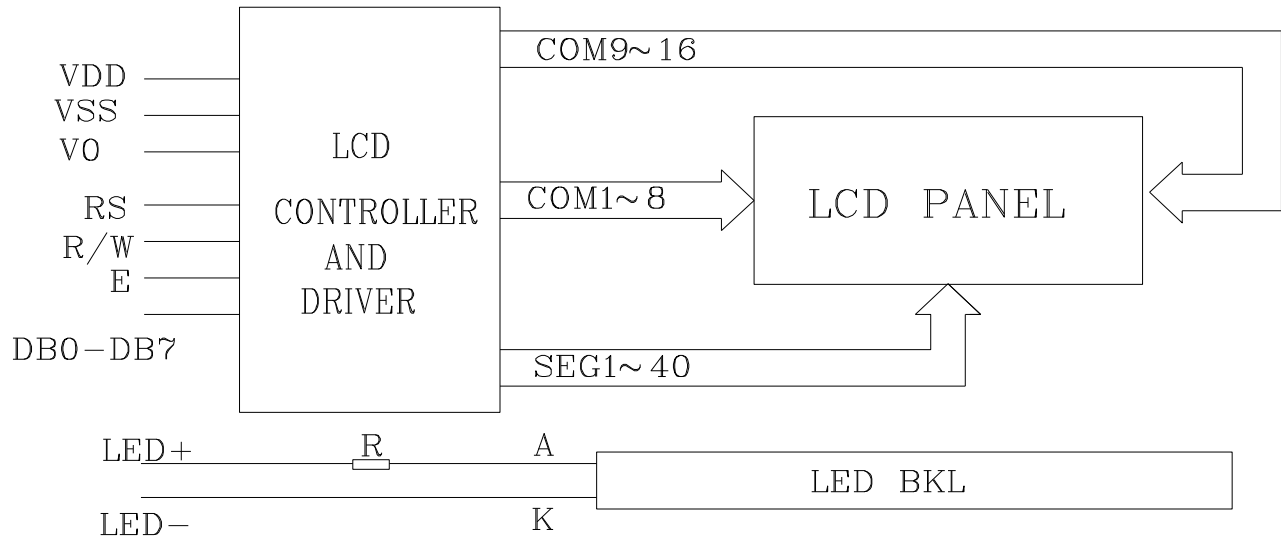 VDD
VSS
V0
RS
R/W
E
DB0-DB7
LCD
CONTROLLER
AND
DRIVER
COM9~16
COM1~8
SEG1~40
LCD PANEL
LED+
R
A
LED-
K
LED BKL